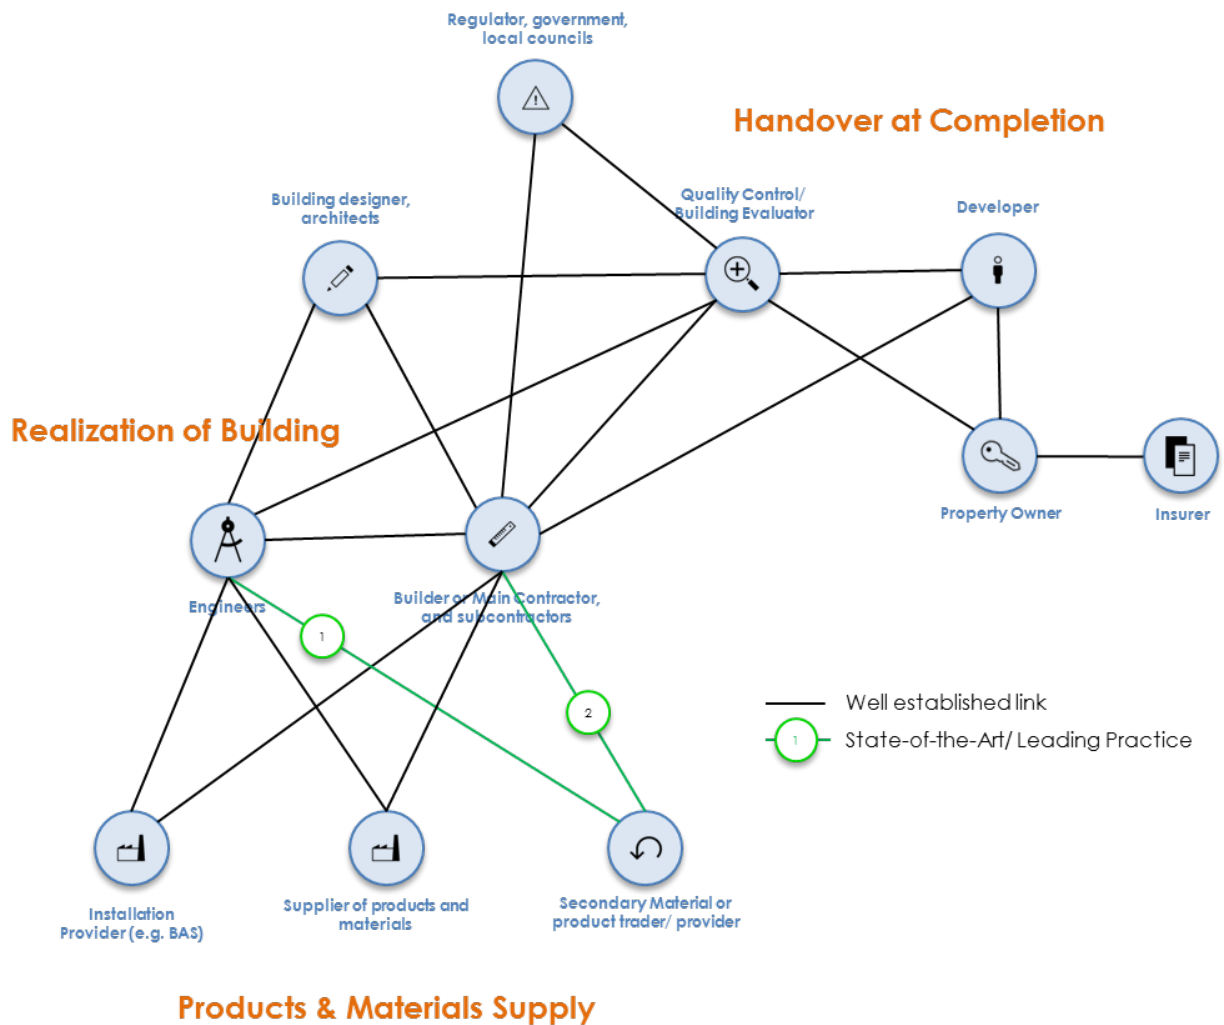 Regulator, government,
local councils
Handover at Completion
Building designer,
architects
Quality Control/
Building Evaluator
Developer
Realization of Building
Property Owner
Insurer
Engineers
Builder or Main Contractor,
and subcontractors
1
2
Well established link
1
State-of-the-Art/ Leading Practice
Installation
Provider (e.g. BAS)
Supplier of products and
materials
Secondary Material or
product trader/ provider
Products & Materials Supply